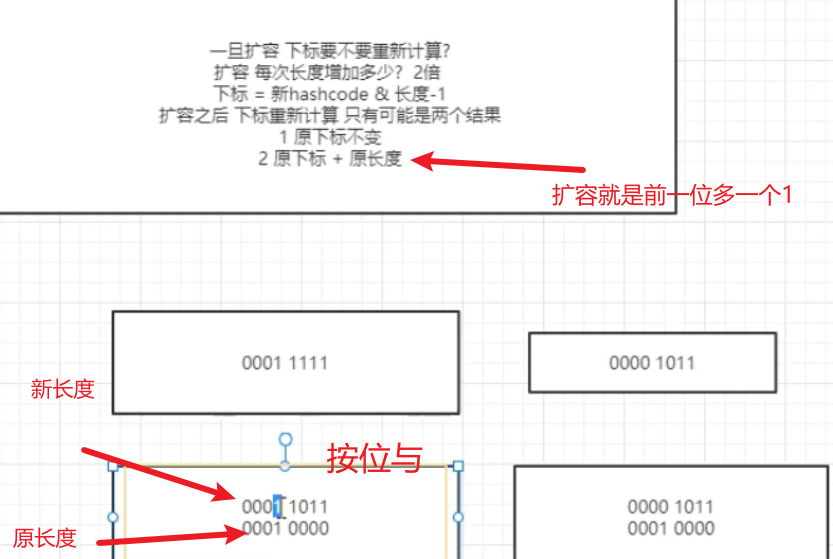 一旦扩容 下标要不要重新计算?
扩容 每次长度增加多少? 2倍
下标 = 新hashcode & 长度-1
扩容之后 下标重新计算 只有可能是两个结果
1 原下标不变
2 原下标 + 原长度
扩容就是前一位多一个1
0001 1111
0000 1011
新长度
按位与
0001 1011
0001 0000
原长度
0000 1011
0001 0000